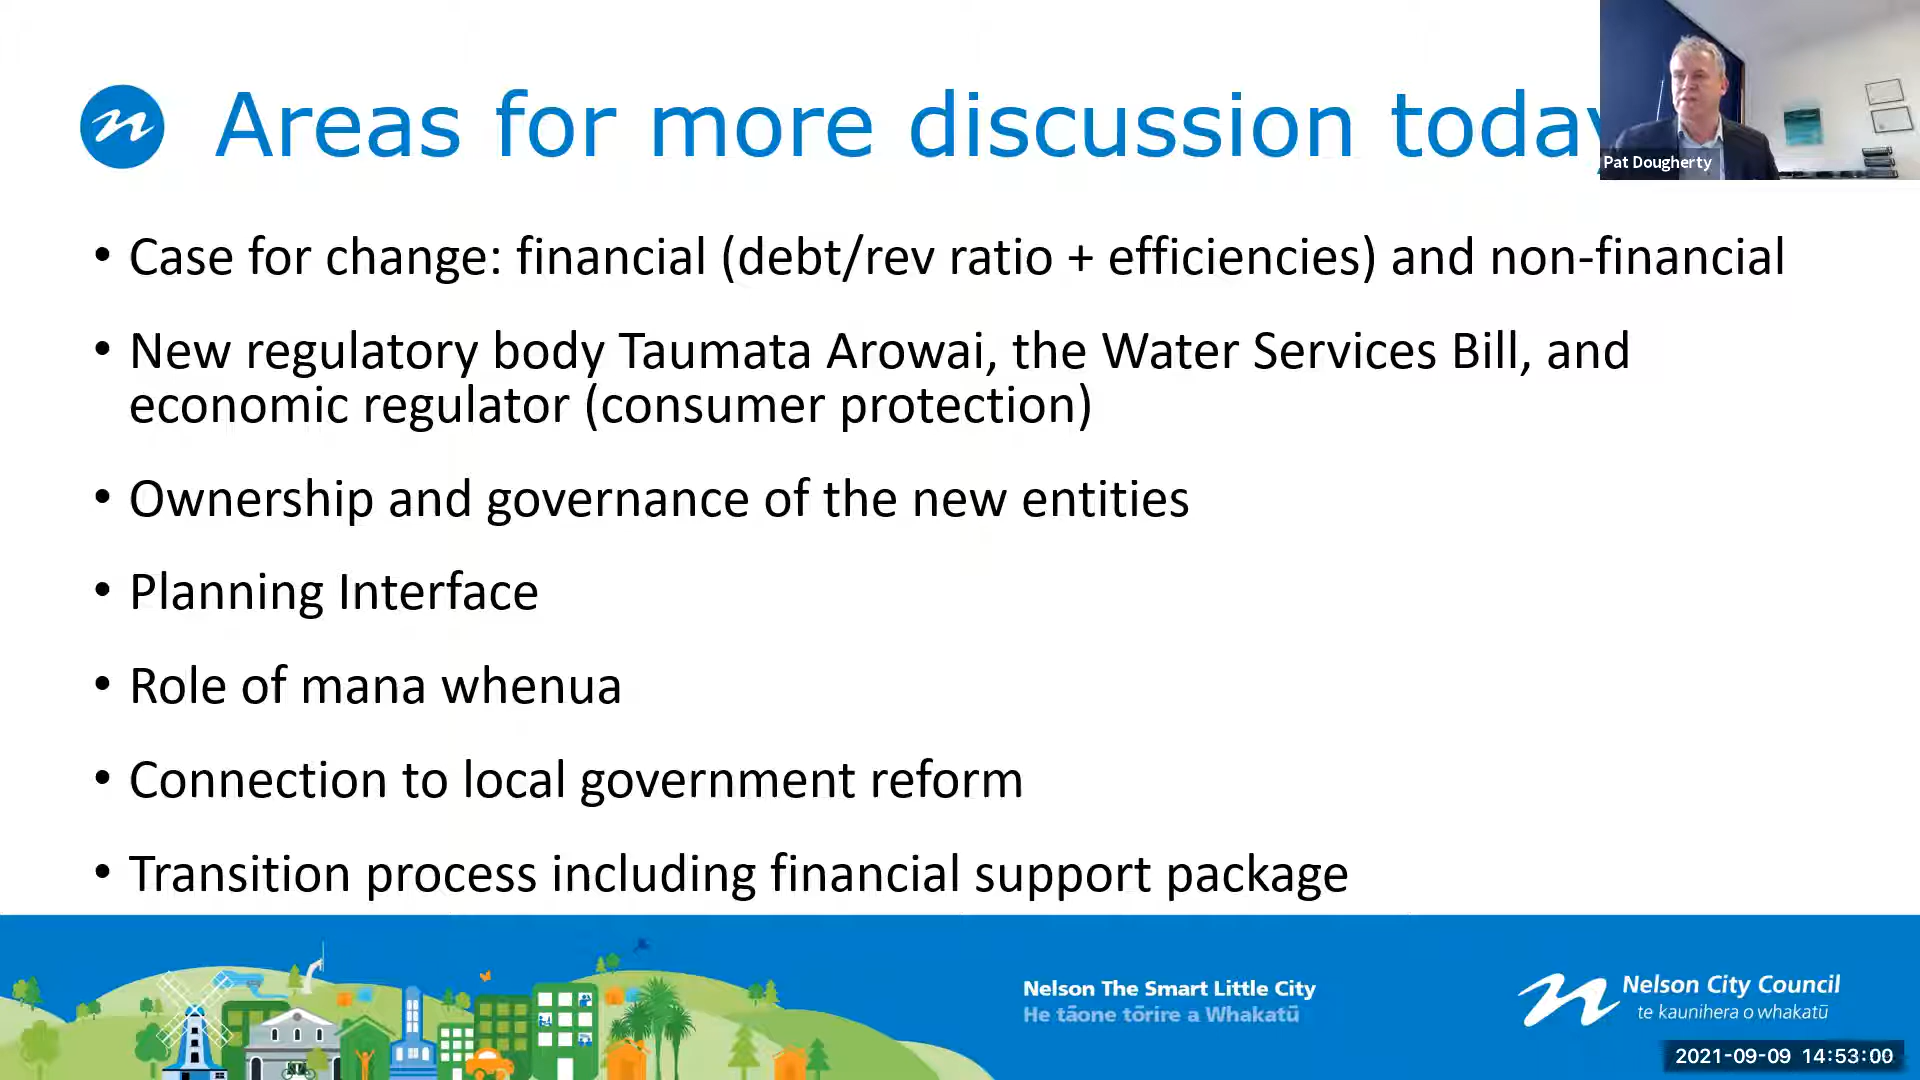 Areas for more discussion today
Pat Dougherty
• Case for change: financial (debt/rev ratio + efficiencies) and non-financial
• New regulatory body Taumata Arowai, the Water Services Bill, and
economic regulator (consumer protection)
• Ownership and governance of the new entities
• Planning Interface
• Role of mana whenua
• Connection to local government reform
• Transition process including financial support package
Nelson The Smart Little City
He tāone tōrire a Whakatū
Nelson City Council
te kaunihera o whakatū
2021-09-09 14:53:00